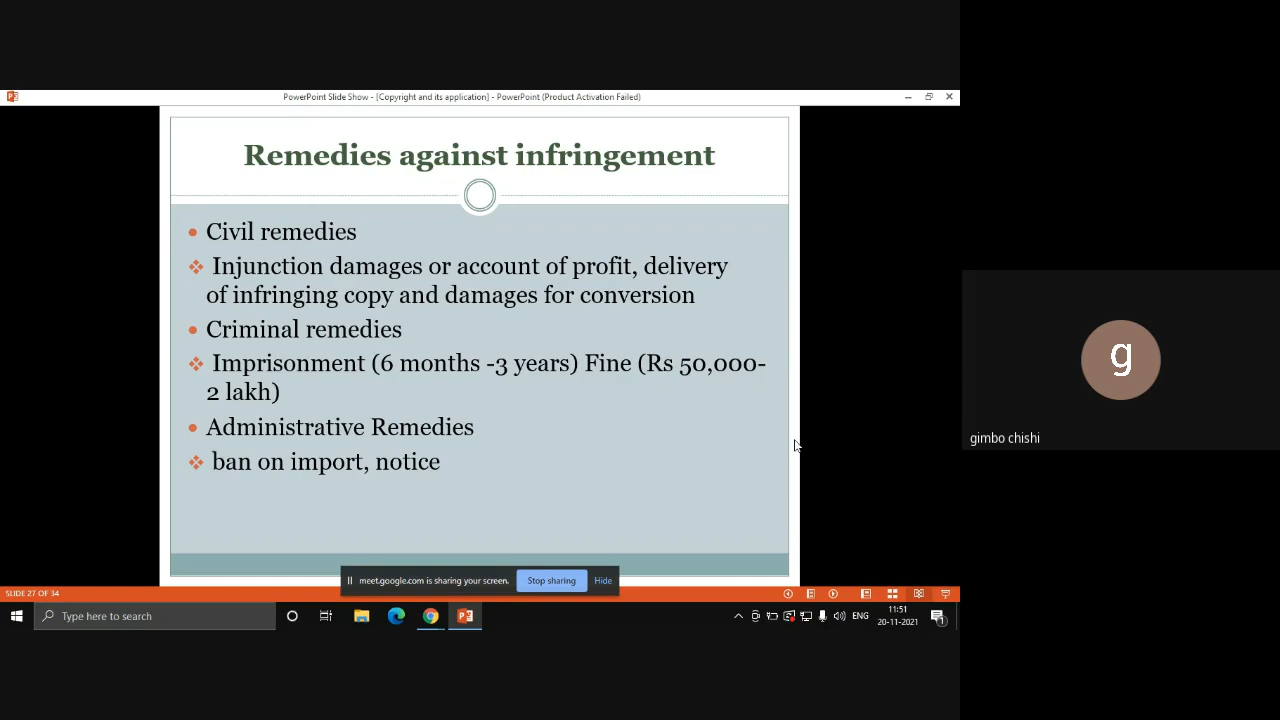 PowerPoint Slide Show - [Copyright and its application] - PowerPoint (Product Activation Failed)
Remedies against infringement
Civil remedies
Injunction damages or account of profit, delivery
of infringing copy and damages for conversion
Criminal remedies
Imprisonment (6 months -3 years) Fine (Rs 50,000-
2 lakh)
Administrative Remedies
ban on import, notice
g
gimbo chishi
meet.google.com is sharing your screen.
Stop sharing
Hide
SLIDE 27 OF 34
Type here to search
ENG
11:51
20-11-2021
1